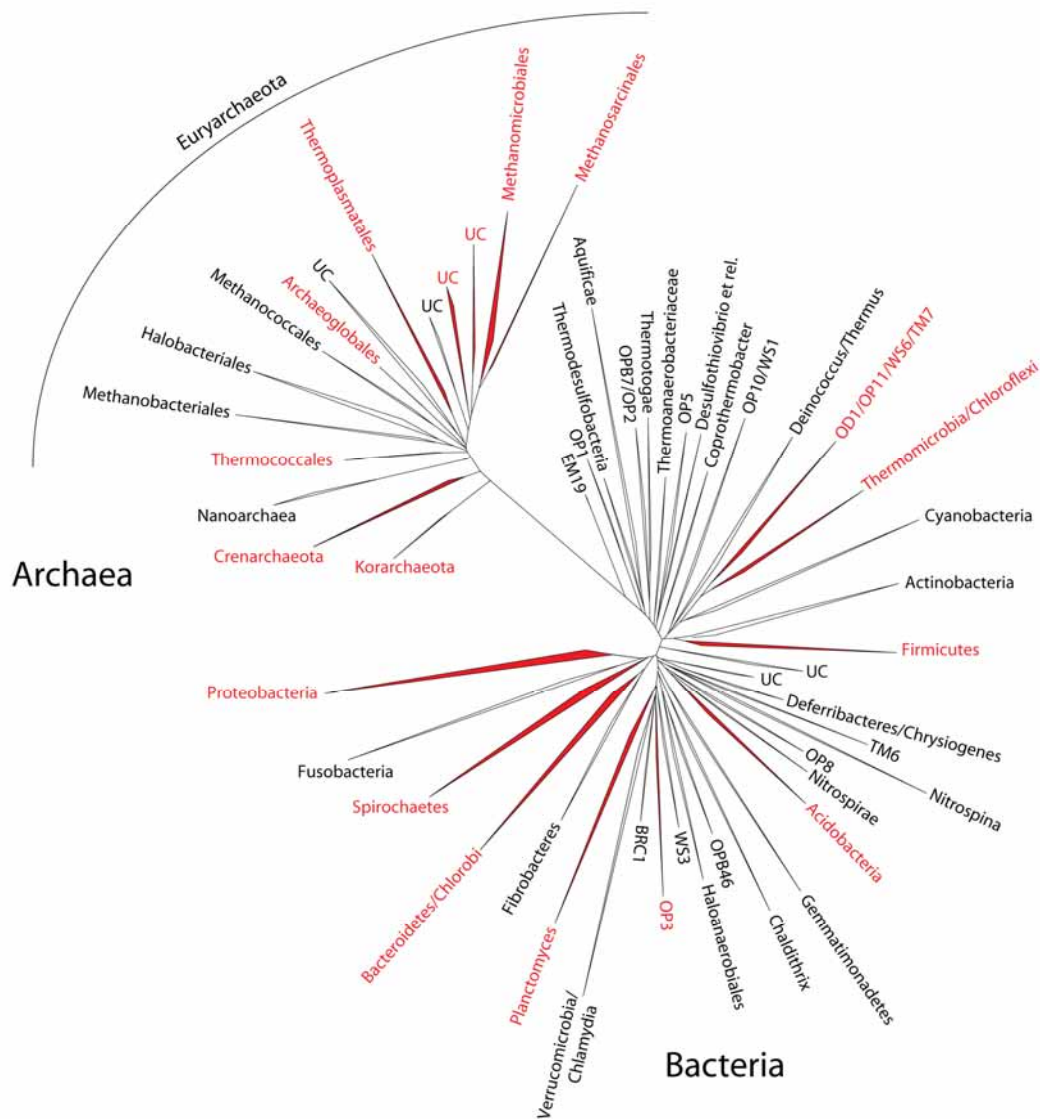 Euryarchaeota
Thermoplasmatales
Methanomicrobiales
Methanosarcinales
UC
UC
UC
UC
Methanococcales
Archaeoglobales
Halobacteriales
Methanobacteriales
Thermococcales
Nanoarchaea
Crenarchaeota
Korarchaeota
Archaea
EM19
OP1
Thermodesulfobacteria
Aquificae
OPB7/OP2
Thermotogae
Thermoanaerobacteriaceae
OP5
Desulfothiovibrio et rel.
Coprothermobacter
OP10/WS1
Deinococcus/Thermus
OD1/OP11/WS6/TM7
Thermomicrobia/Chloroflexi
Cyanobacteria
Actinobacteria
Firmicutes
UC
UC
Deferribacteres/Chrysiogenes
TM6
Nitrospina
OP8
Nitrospirae
Acidobacteria
Gemmatimonadetes
Chaldithrix
OPB46
Haloanaerobiales
WS3
OP3
BRC1
Verrucomicrobia/
Chlamydia
Planctomyces
Fibrobacteres
Bacteroidetes/Chlorobi
Spirochaetes
Fusobacteria
Proteobacteria
Bacteria